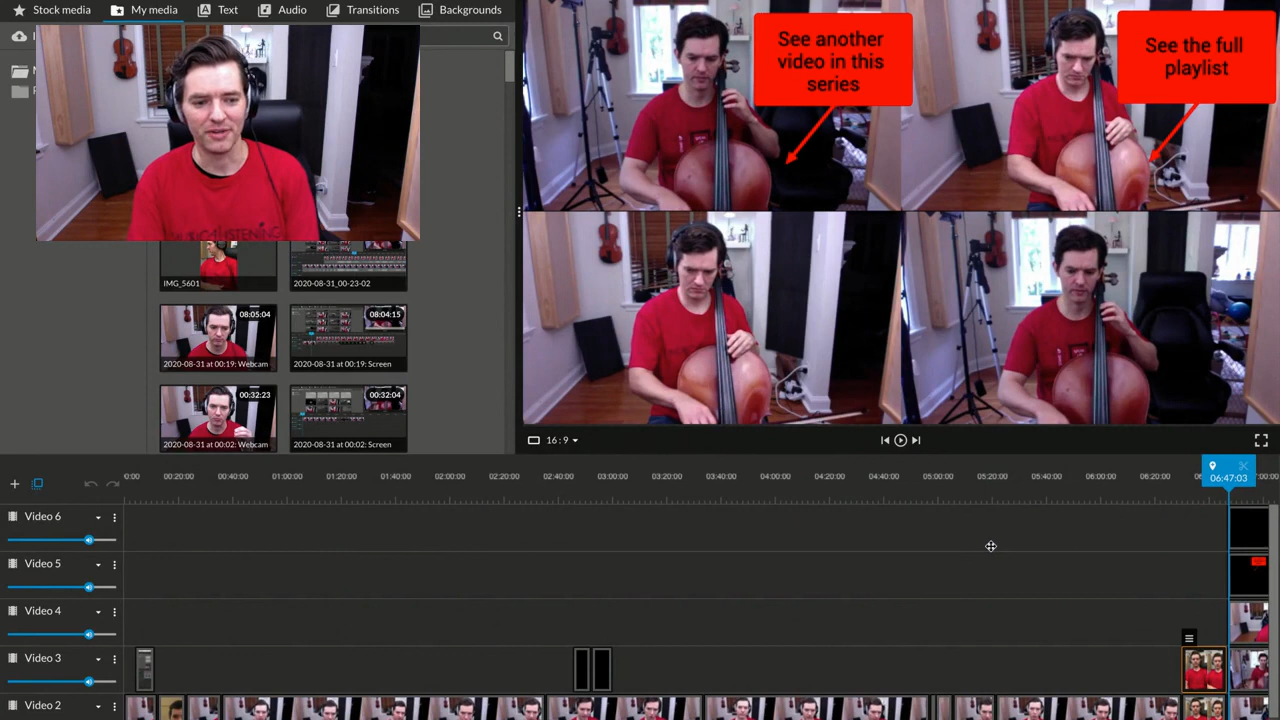 Stock media
My media
Text
Audio
Transitions
Backgrounds
IMG_5601
2020-08-31_00-23-02
08:05:04
2020-08-31 at 00:19: Webcam
08:04:15
2020-08-31 at 00:19: Screen
00:32:23
2020-08-31 at 00:02: Webcam
00:32:04
2020-08-31 at 00:02: Screen
See another
video in this
series
See the full
playlist
16:9
0:00
00:20:00
00:40:00
01:00:00
01:20:00
01:40:00
02:00:00
02:20:00
02:40:00
03:00:00
03:20:00
03:40:00
04:00:00
04:20:00
04:40:00
05:00:00
05:20:00
05:40:00
06:00:00
06:20:00
06:47:03
Video 6
Video 5
Video 4
Video 3
Video 2